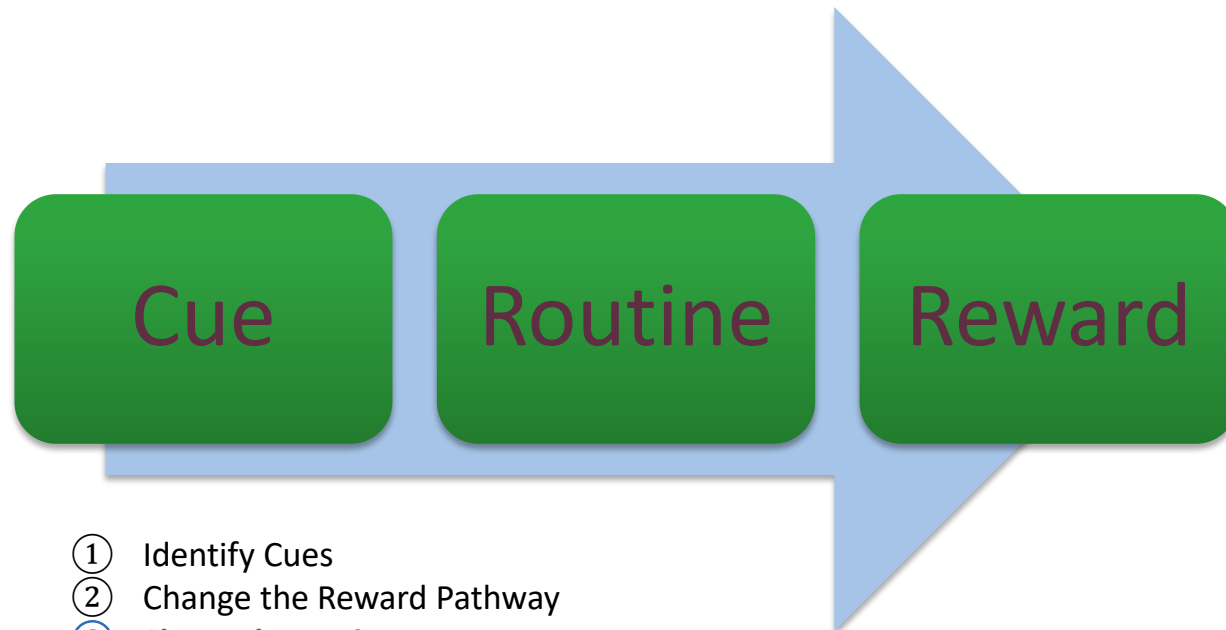 Cue
Routine
Reward
① Identify Cues
② Change the Reward Pathway